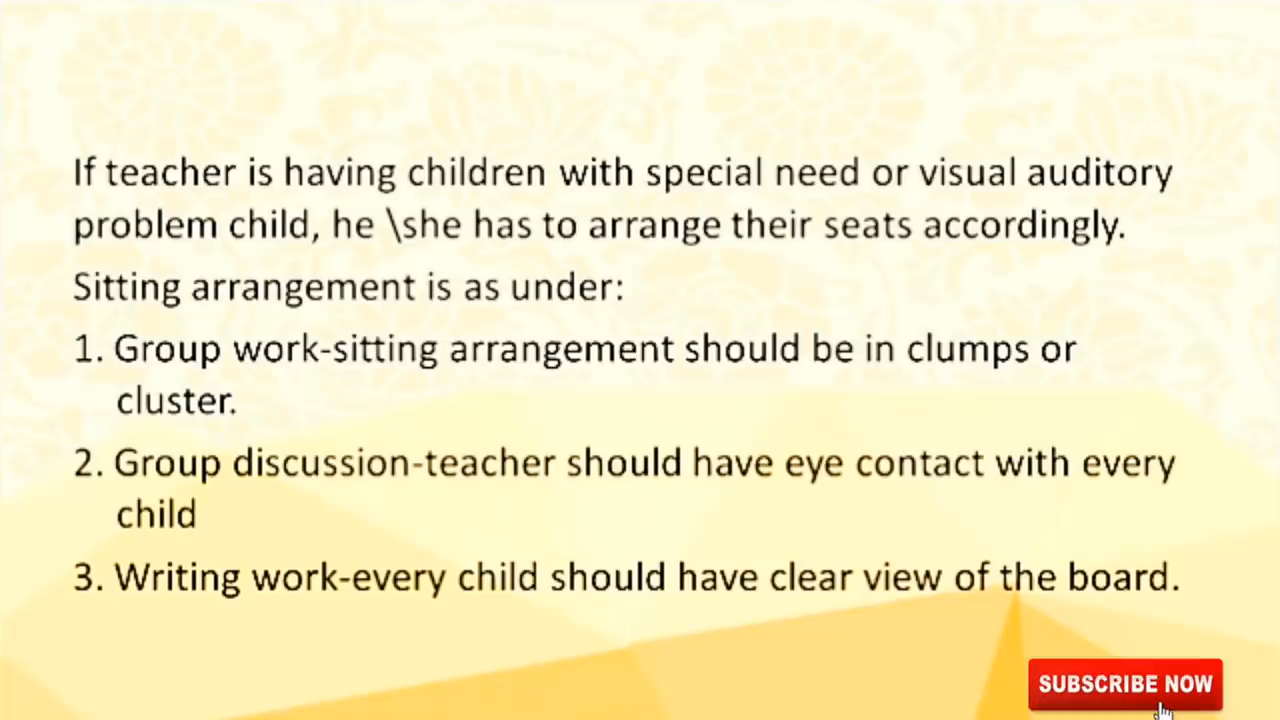 If teacher is having children with special need or visual auditory
problem child, he \she has to arrange their seats accordingly.
Sitting arrangement is as under:
1. Group work-sitting arrangement should be in clumps or
cluster.
2. Group discussion-teacher should have eye contact with every
child
3. Writing work-every child should have clear view of the board.
SUBSCRIBE NOW